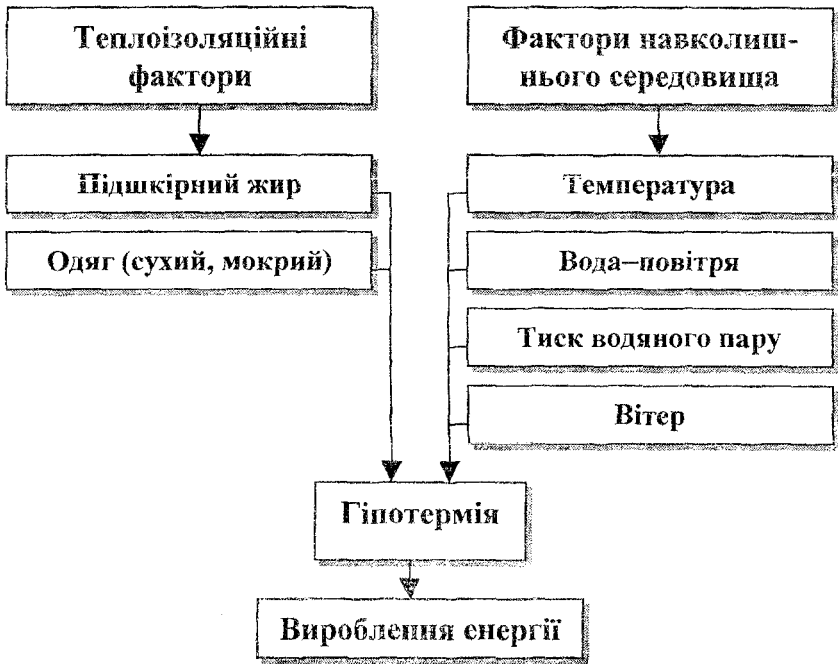 Теплоізоляційні
фактори
Фактори навколиш-
нього середовища
Підшкірний жир
Одяг (сухий, мокрий)
Температура
Вода–повітря
Тиск водяного пару
Вітер
Гіпотермія
Вироблення енергії